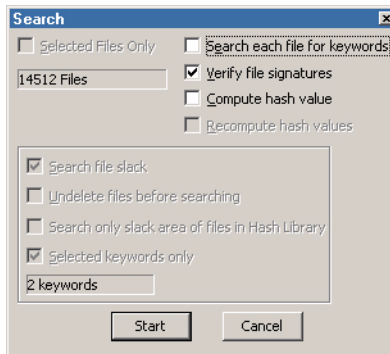 Search
Selected Files Only
Search each file for keywords
14512 Files
Verify file signatures
Compute hash value
Recompute hash values
Search file slack
Undelete files before searching
Search only slack area of files in Hash Library
Selected keywords only
2 keywords
Start
Cancel